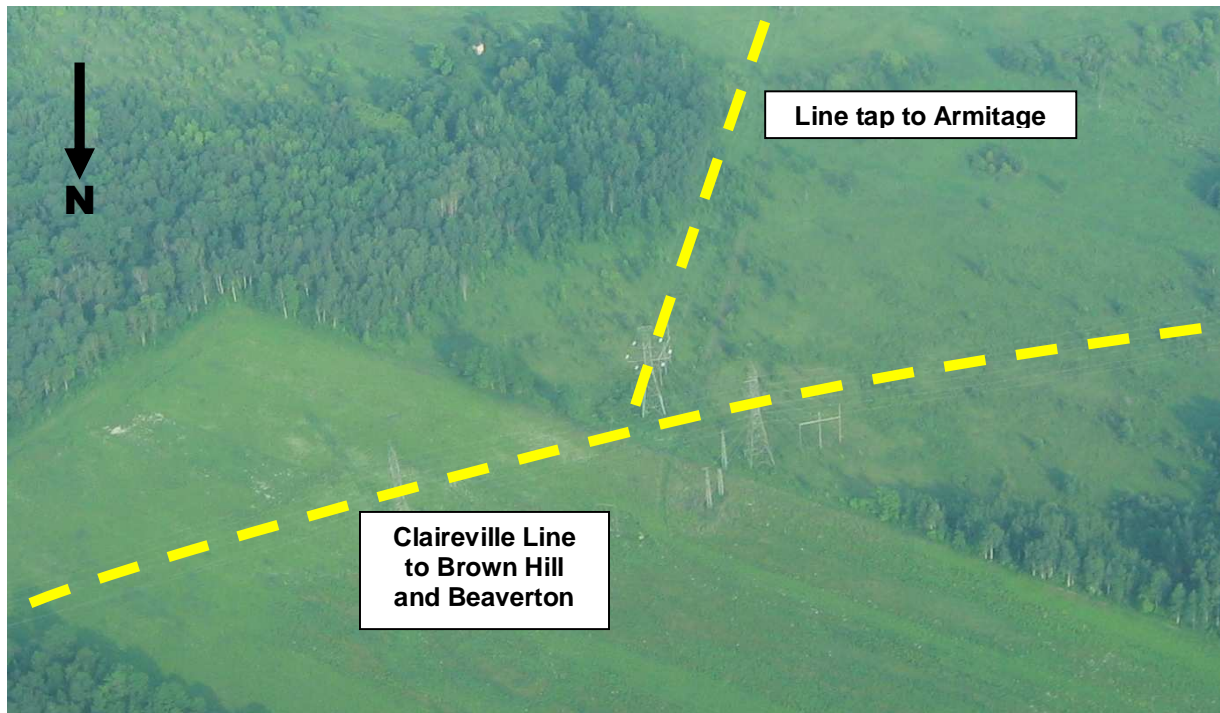 Line tap to Armitage
N
Claireville Line
to Brown Hill
and Beaverton